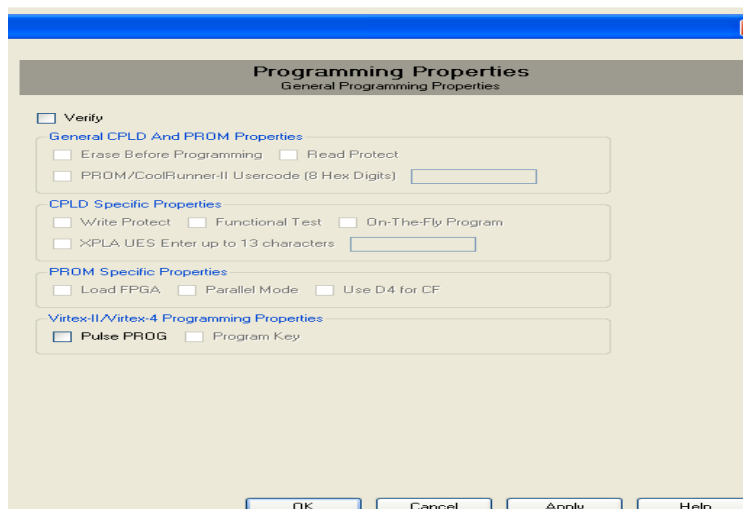 Programming Properties
General Programming Properties
Verify
General CPLD And PROM Properties
Erase Before Programming Read Protect
PROM/CoolRunner-II Usercode (8 Hex Digits)
CPLD Specific Properties
Write Protect Functional Test On-The-Fly Program
XPLA UES Enter up to 13 characters
PROM Specific Properties
Load FPGA Parallel Mode Use D4 for CF
Virtex-II/Virtex-4 Programming Properties
Pulse PROG Program Key
OK Cancel Apply Help